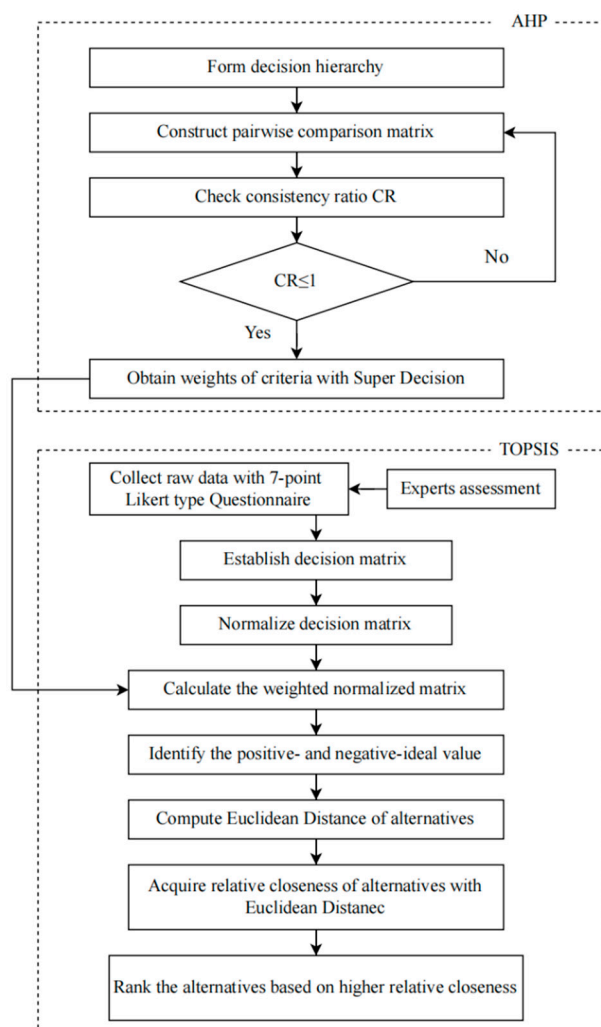 AHP
Form decision hierarchy
Construct pairwise comparison matrix
Check consistency ratio CR
CR≤1
No
Yes
Obtain weights of criteria with Super Decision
TOPSIS
Collect raw data with 7-point
Likert type Questionnaire
Experts assessment
Establish decision matrix
Normalize decision matrix
Calculate the weighted normalized matrix
Identify the positive- and negative-ideal value
Compute Euclidean Distance of alternatives
Acquire relative closeness of alternatives with
Euclidean Distanec
Rank the alternatives based on higher relative closeness